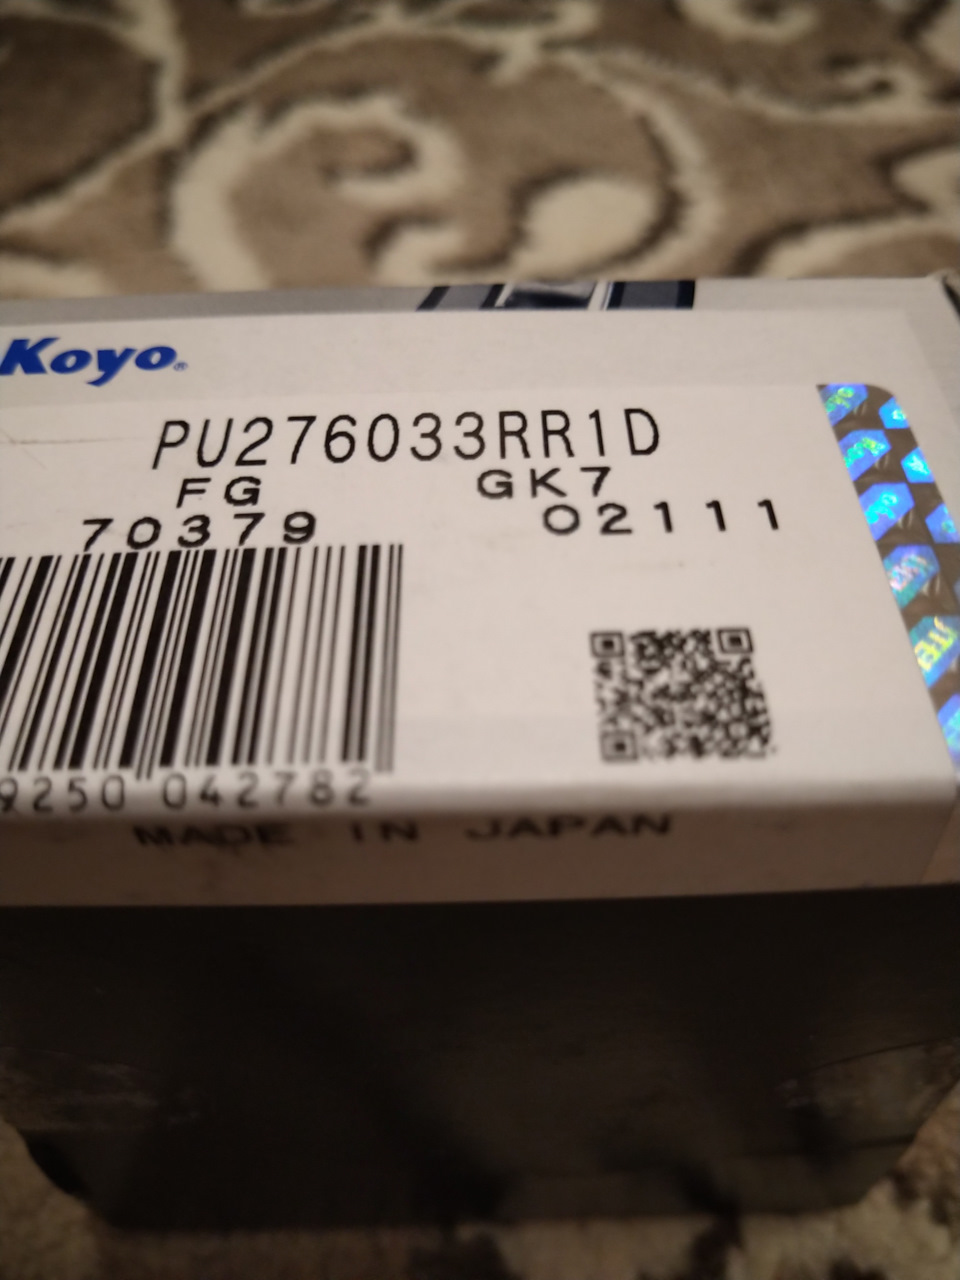 Koyo®
PU276033RR1D
FG GK7
70379 02111
9250 042782
MADE IN JAPAN